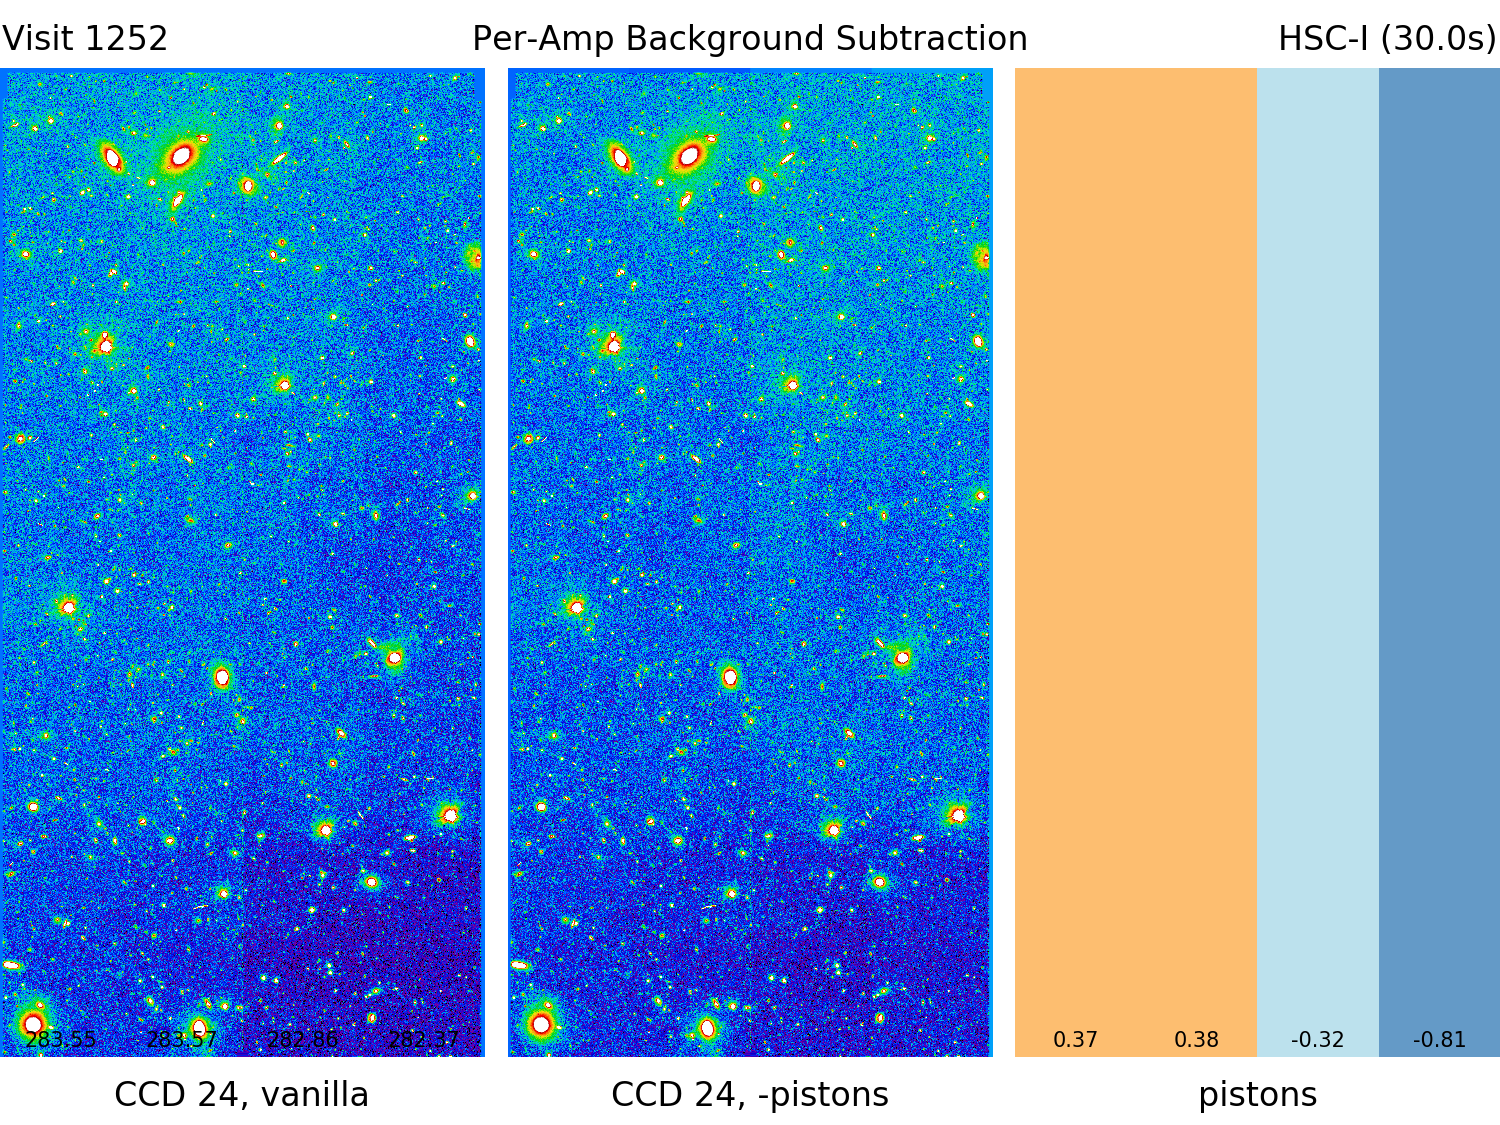 Visit 1252 Per-Amp Background Subtraction HSC-I (30.0s)
283.55 283.57 282.86 282.37 0.37 0.38 -0.32 -0.81
CCD 24, vanilla CCD 24, -pistons pistons